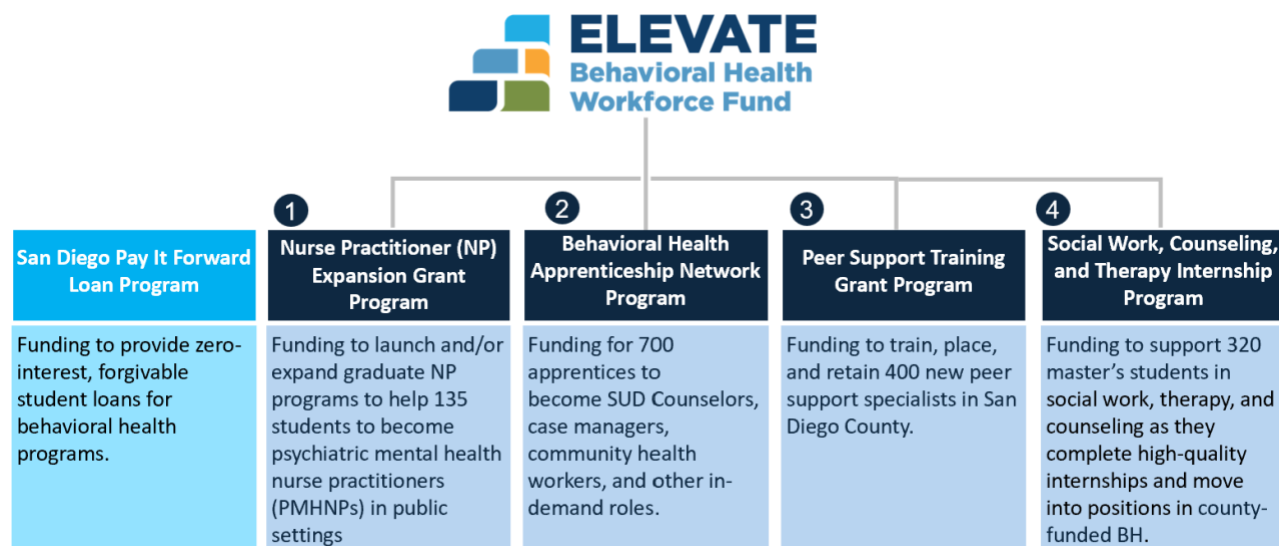 ELEVATE
Behavioral Health
Workforce Fund
San Diego Pay It Forward
Loan Program
Funding to provide zero-
interest, forgivable
student loans for
behavioral health
programs.
1
Nurse Practitioner (NP)
Expansion Grant
Program
Funding to launch and/or
expand graduate NP
programs to help 135
students to become
psychiatric mental health
nurse practitioners
(PMHNPs) in public
settings
2
Behavioral Health
Apprenticeship Network
Program
Funding for 700
apprentices to
become SUD Counselors,
case managers,
community health
workers, and other in-
demand roles.
3
Peer Support Training
Grant Program
Funding to train, place,
and retain 400 new peer
support specialists in San
Diego County.
4
Social Work, Counseling,
and Therapy Internship
Program
Funding to support 320
master’s students in
social work, therapy, and
counseling as they
complete high-quality
internships and move
into positions in county-
funded BH.